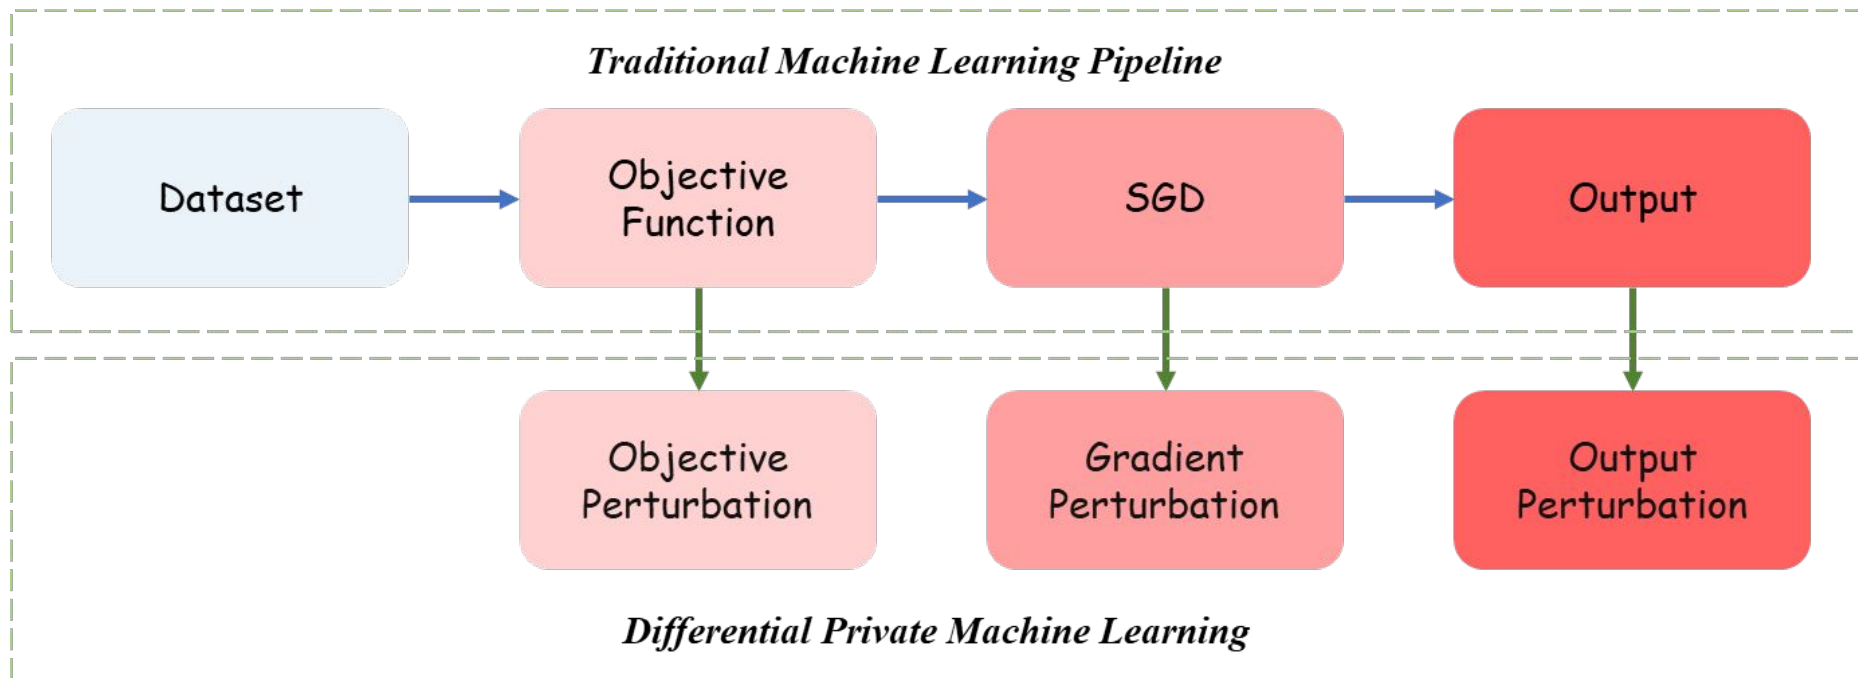 Traditional Machine Learning Pipeline
Dataset
Objective
Function
SGD
Output
Objective
Perturbation
Gradient
Perturbation
Output
Perturbation
Differential Private Machine Learning